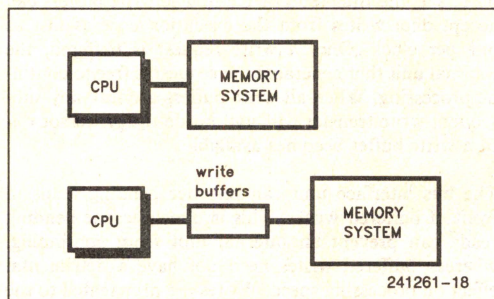 CPU
MEMORY
SYSTEM
write
buffers
CPU
MEMORY
SYSTEM
241261–18